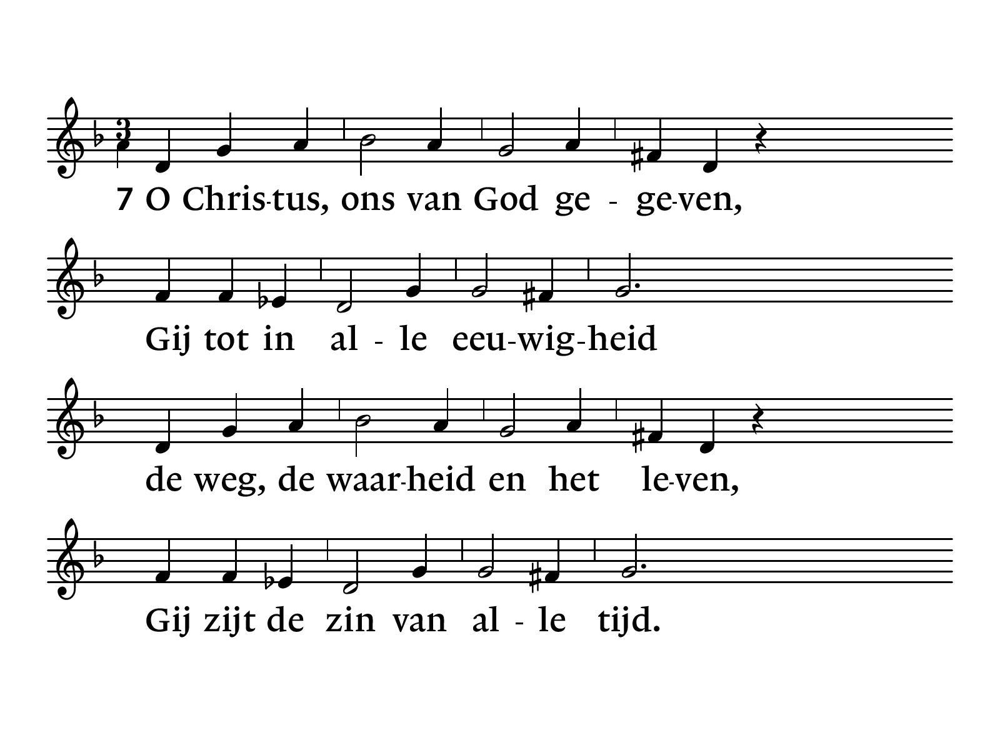 3
7 O Chris-tus, ons van God ge - ge-ven,
Gij tot in al - le eeu-wig-heid
de weg, de waar-heid en het le-ven,
Gij zijt de zin van al - le tijd.